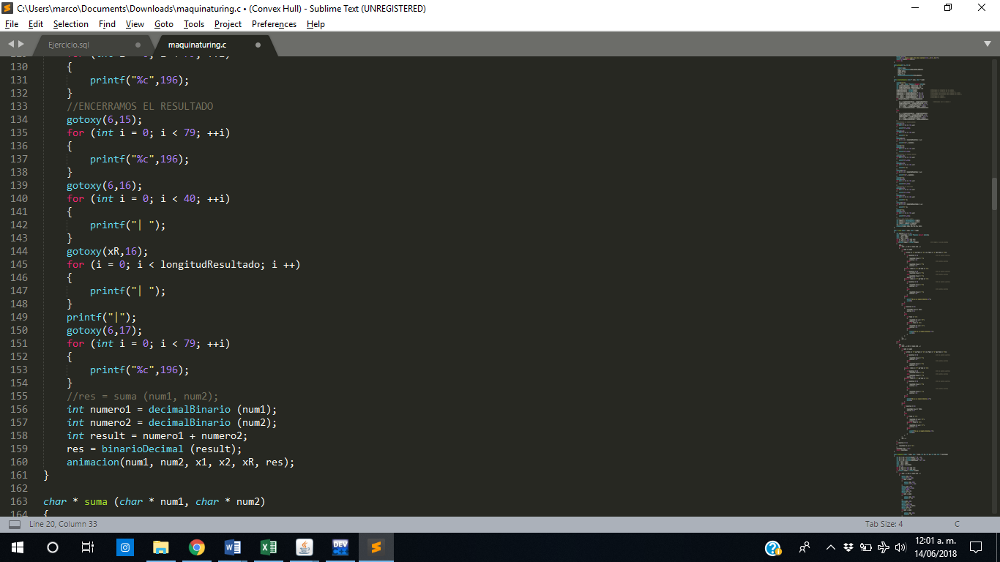 C:\Users\marco\Documents\Downloads\maquinaturing.c • (Convex Hull) - Sublime Text (UNREGISTERED)
File Edit Selection Find View Goto Tools Project Preferences Help
Ejercicio.sql maquinaturing.c
130 {
131 printf("%c",196);
132 }
133 //ENCERRAMOS EL RESULTADO
134 gotoxy(6,15);
135 for (int i = 0; i < 79; ++i)
136 {
137 printf("%c",196);
138 }
139 gotoxy(6,16);
140 for (int i = 0; i < 40; ++i)
141 {
142 printf("| ");
143 }
144 gotoxy(xR,16);
145 for (i = 0; i < longitudResultado; i ++)
146 {
147 printf("| ");
148 }
149 printf("|");
150 gotoxy(6,17);
151 for (int i = 0; i < 79; ++i)
152 {
153 printf("%c",196);
154 }
155 //res = suma (num1, num2);
156 int numero1 = decimalBinario (num1);
157 int numero2 = decimalBinario (num2);
158 int result = numero1 + numero2;
159 res = binarioDecimal (result);
160 animacion(num1, num2, x1, x2, xR, res);
161 }
162
163 char * suma (char * num1, char * num2)
164 {
Line 20, Column 33 Tab Size: 4 C
DEV
12:01 a. m.
14/06/2018